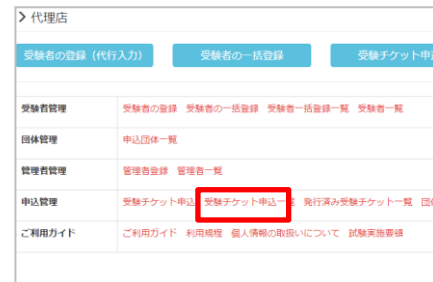 代理店
受験者の登録（代行入力） 受験者の一括登録 受験チケット申
受験者管理 受験者の登録 受験者の一括登録 受験者一括登録一覧 受験者一覧
団体管理 申込団体一覧
管理者管理 管理者登録 管理者一覧
申込管理 受験チケット申込 受験チケット申込一覧 発行済み受験チケット一覧 団
ご利用ガイド ご利用ガイド 利用規程 個人情報の取扱いについて 試験実施要領